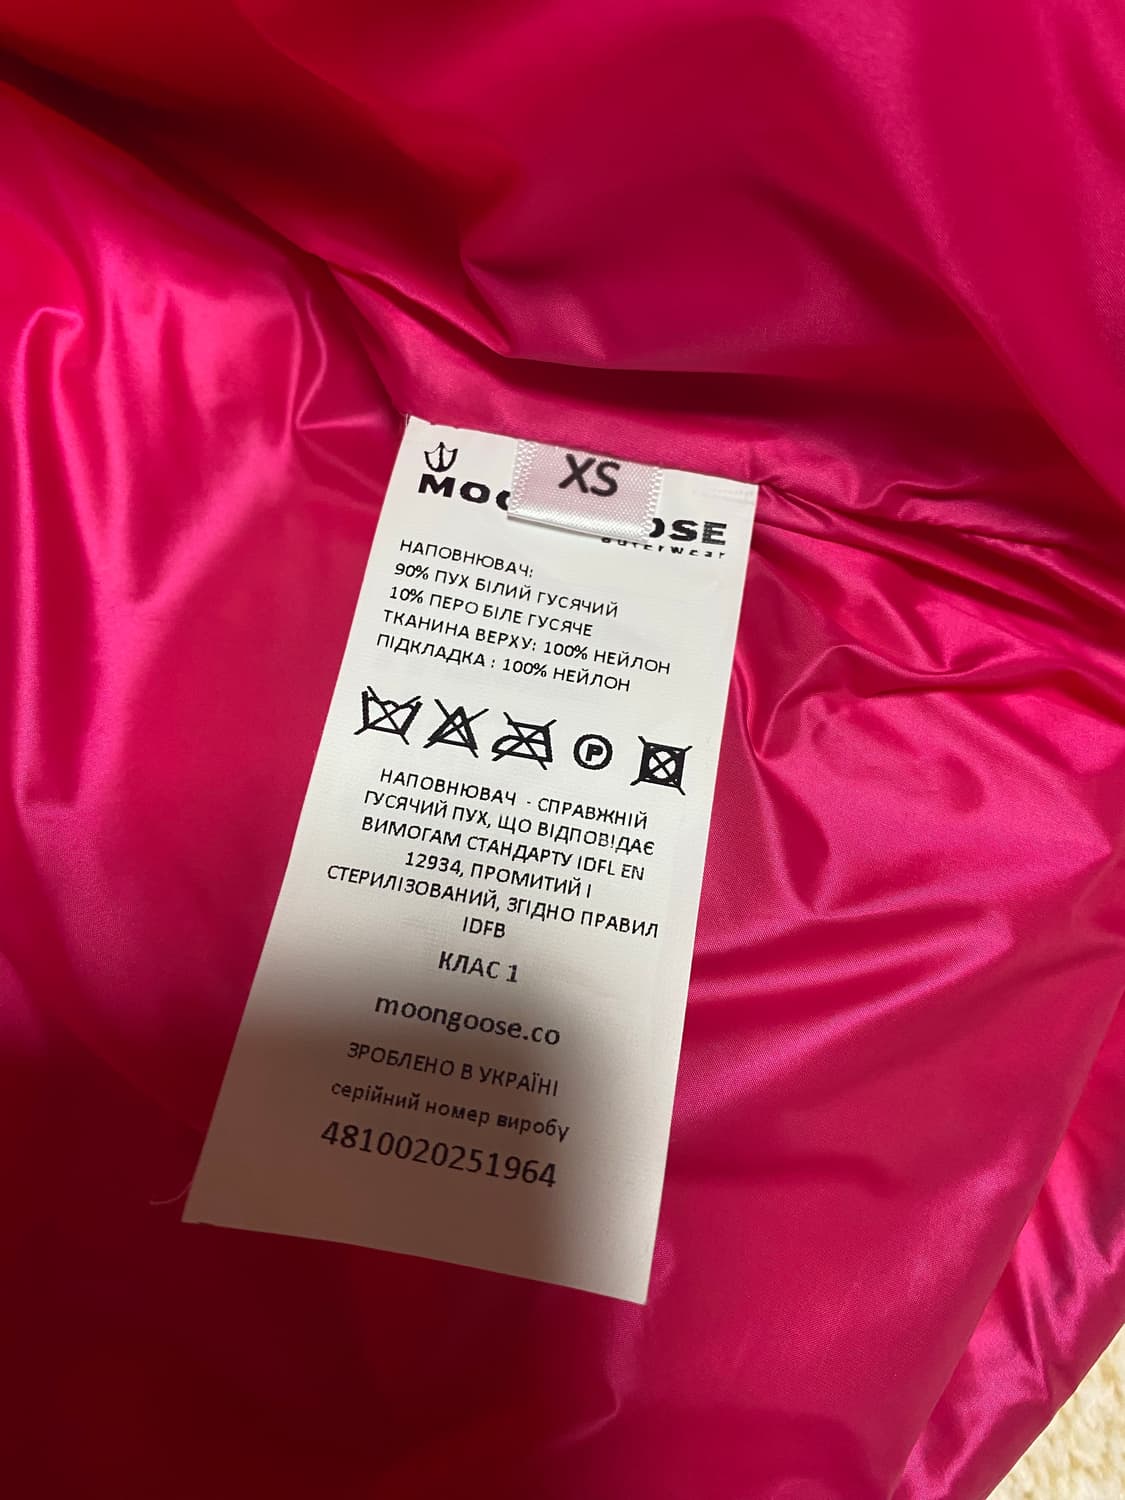 XS
OUTERWEAR
НАПОВНЮВАЧ:
90% ПУХ БІЛИЙ ГУСЯЧИЙ
10% ПЕРО БІЛЕ ГУСЯЧЕ
ТКАНИНА ВЕРХУ: 100% НЕЙЛОН
ПІДКЛАДКА : 100% НЕЙЛОН
P
НАПОВНЮВАЧ - СПРАВЖНІЙ
ГУСЯЧИЙ ПУХ, ЩО ВІДПОВІДАЄ
ВИМОГАМ СТАНДАРТУ IDFL EN
12934, ПРОМИТИЙ І
СТЕРИЛІЗОВАНИЙ, ЗГІДНО ПРАВИЛ
IDFB
КЛАС 1
moongoose.co
ЗРОБЛЕНО В УКРАЇНІ
серійний номер виробу
4810020251964